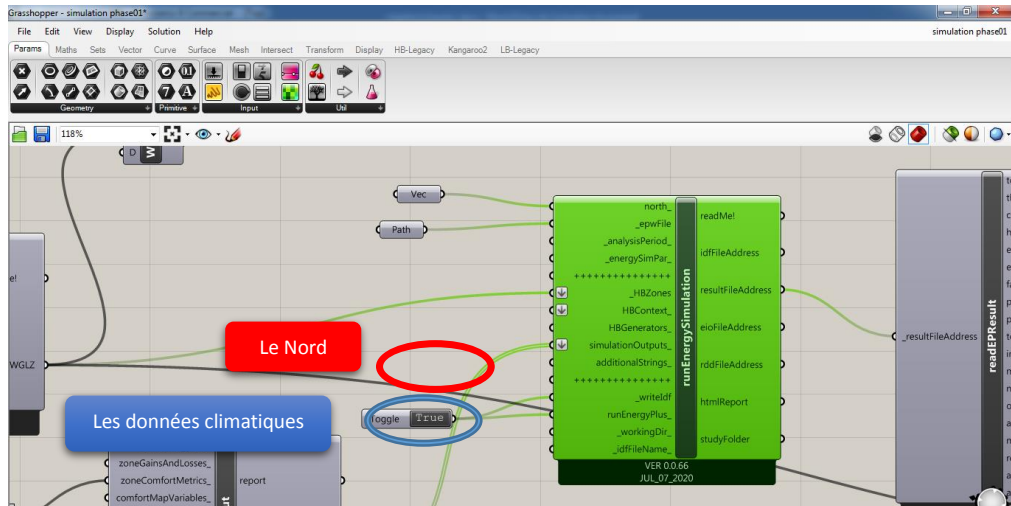 Grasshopper - simulation phase01*
File Edit View Display Solution Help
simulation phase01
Params Maths Sets Vector Curve Surface Mesh Intersect Transform Display HB-Legacy Kangaroo2 LB-Legacy
Geometry Primitive Input Util
118%
D
Vec
Path
north_
_epwFile
_analysisPeriod_
_energySimPar_
+++++++++++++++
_HBZones
HBContext_
HBGenerators_
simulationOutputs_
additionalStrings_
+++++++++++++++
_writeIdf
runEnergyPlus_
_workingDir_
_idfFileName_
runEnergySimulation
readMe!
idfFileAddress
resultFileAddress
eioFileAddress
rddFileAddress
htmlReport
studyFolder
VER 0.0.66
JUL_07_2020
_resultFileAddress
readEPResult
WGLZ
Le Nord
Les données climatiques
Toggle True
zoneGainsAndLosses_
zoneComfortMetrics_
comfortMapVariables_
report